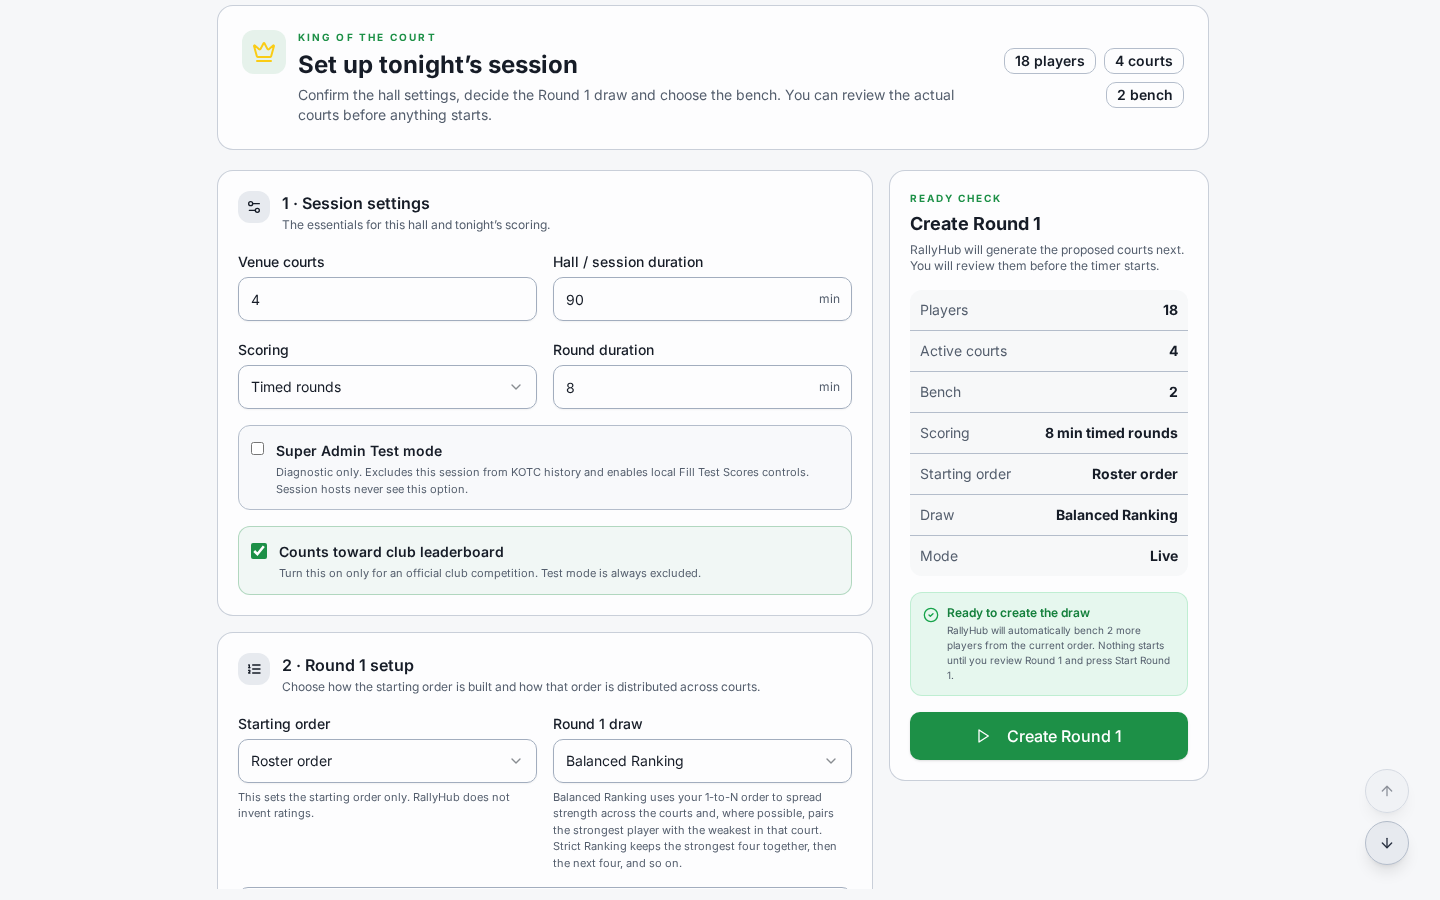 KING OF THE COURT
Set up tonight’s session
Confirm the hall settings, decide the Round 1 draw and choose the bench. You can review the actual
courts before anything starts.
18 players
4 courts
2 bench
1 · Session settings
The essentials for this hall and tonight’s scoring.
Venue courts
4
Hall / session duration
90
min
Scoring
Timed rounds
Round duration
8
min
Super Admin Test mode
Diagnostic only. Excludes this session from KOTC history and enables local Fill Test Scores controls.
Session hosts never see this option.
Counts toward club leaderboard
Turn this on only for an official club competition. Test mode is always excluded.
2 · Round 1 setup
Choose how the starting order is built and how that order is distributed across courts.
Starting order
Roster order
This sets the starting order only. RallyHub does not
invent ratings.
Round 1 draw
Balanced Ranking
Balanced Ranking uses your 1-to-N order to spread
strength across the courts and, where possible, pairs
the strongest player with the weakest in that court.
Strict Ranking keeps the strongest four together, then
the next four, and so on.
READY CHECK
Create Round 1
RallyHub will generate the proposed courts next.
You will review them before the timer starts.
Players 18
Active courts 4
Bench 2
Scoring 8 min timed rounds
Starting order Roster order
Draw Balanced Ranking
Mode Live
Ready to create the draw
RallyHub will automatically bench 2 more
players from the current order. Nothing starts
until you review Round 1 and press Start Round
1.
Create Round 1